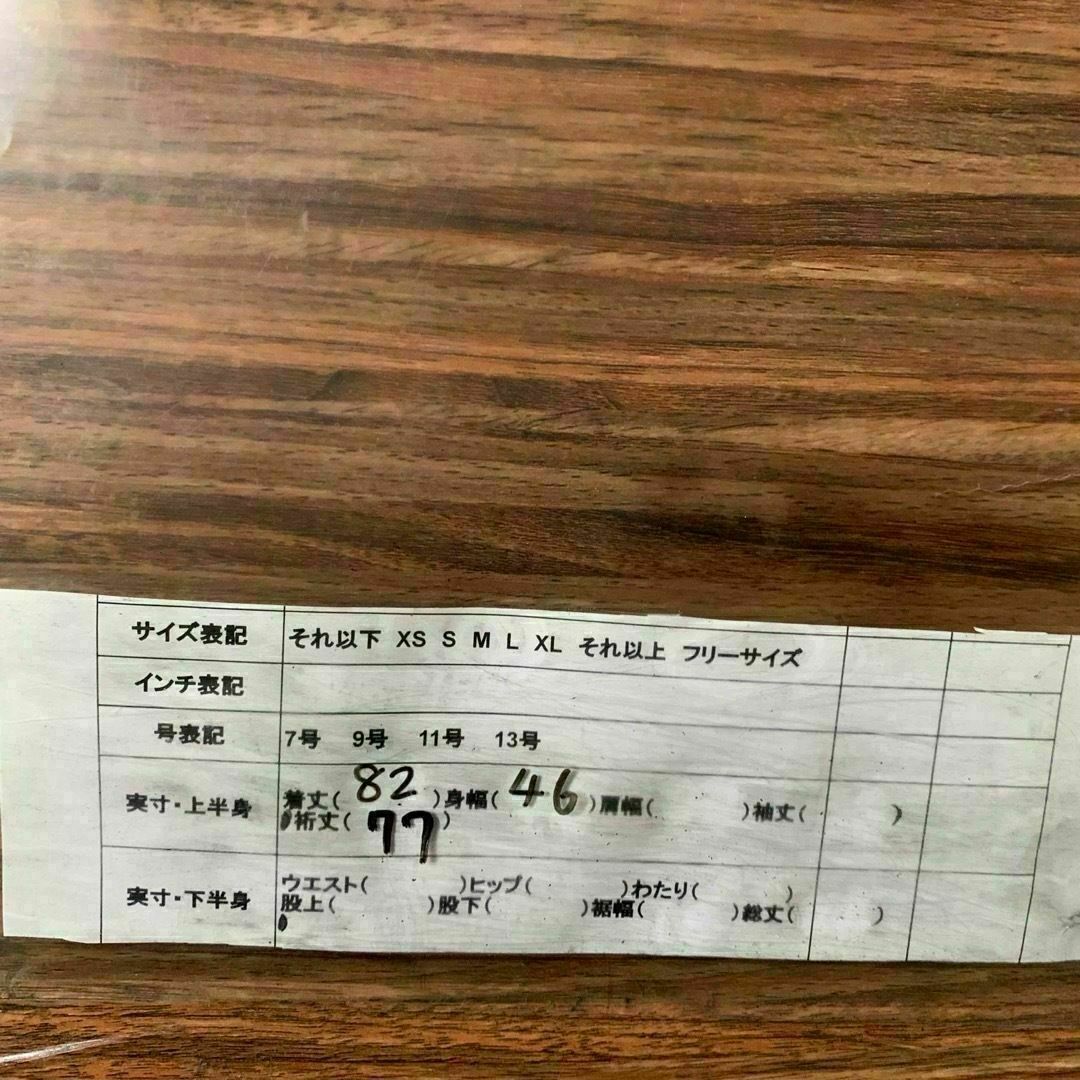 サイズ表記 それ以下 XS S M L XL それ以上 フリーサイズ
インチ表記
号表記 7号 9号 11号 13号
実寸・上半身 着丈( 82 )身幅( 46 )肩幅( )袖丈( )
裄丈( 77 )
実寸・下半身 ウエスト( )ヒップ( )わたり( )
股上( )股下( )裾幅( )総丈( )